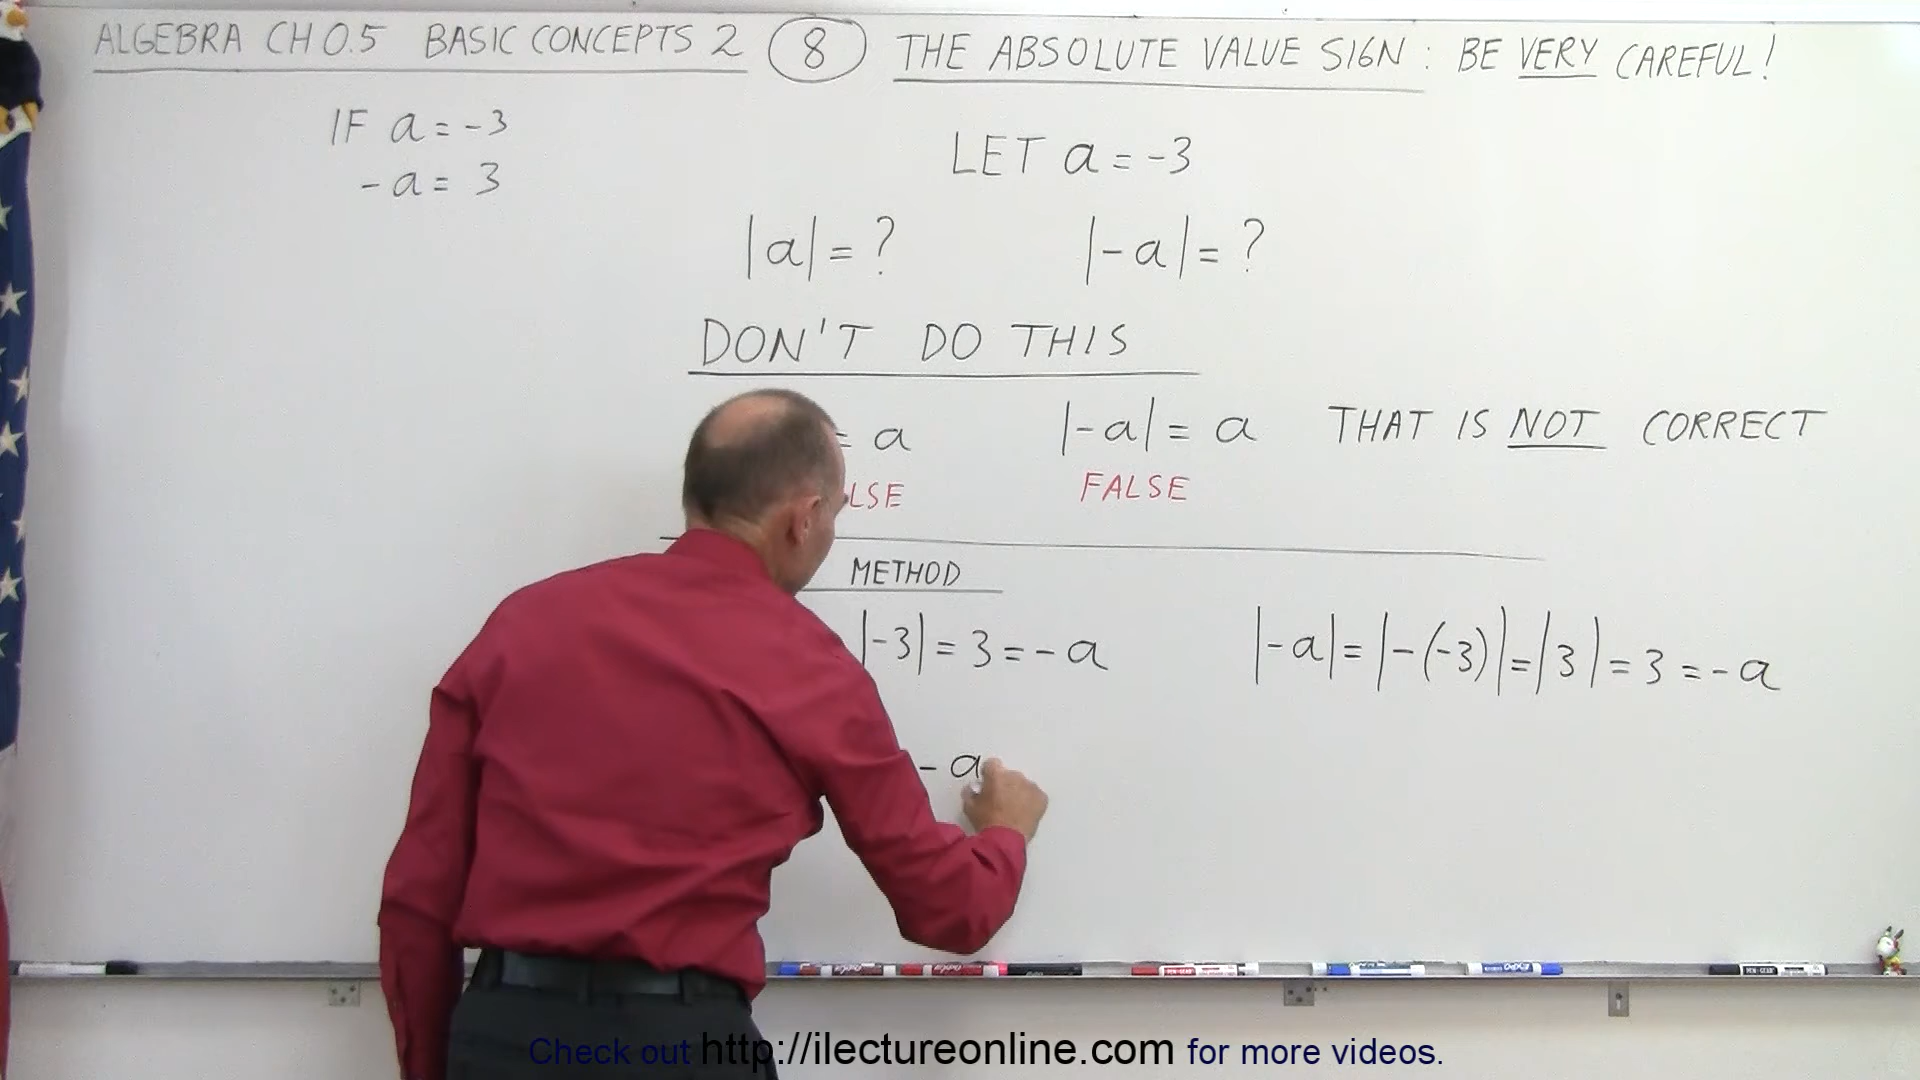 ALGEBRA CH 0.5 BASIC CONCEPTS 2 8 THE ABSOLUTE VALUE SIGN : BE VERY CAREFUL!
IF a = -3
-a = 3
LET a = -3
|a| = ? |-a| = ?
DON'T DO THIS
= a |-a| = a THAT IS NOT CORRECT
LSE FALSE
METHOD
|-3| = 3 = -a |-a| = |-(-3)| = |3| = 3 = -a
- a
Check out http://ilectureonline.com for more videos.